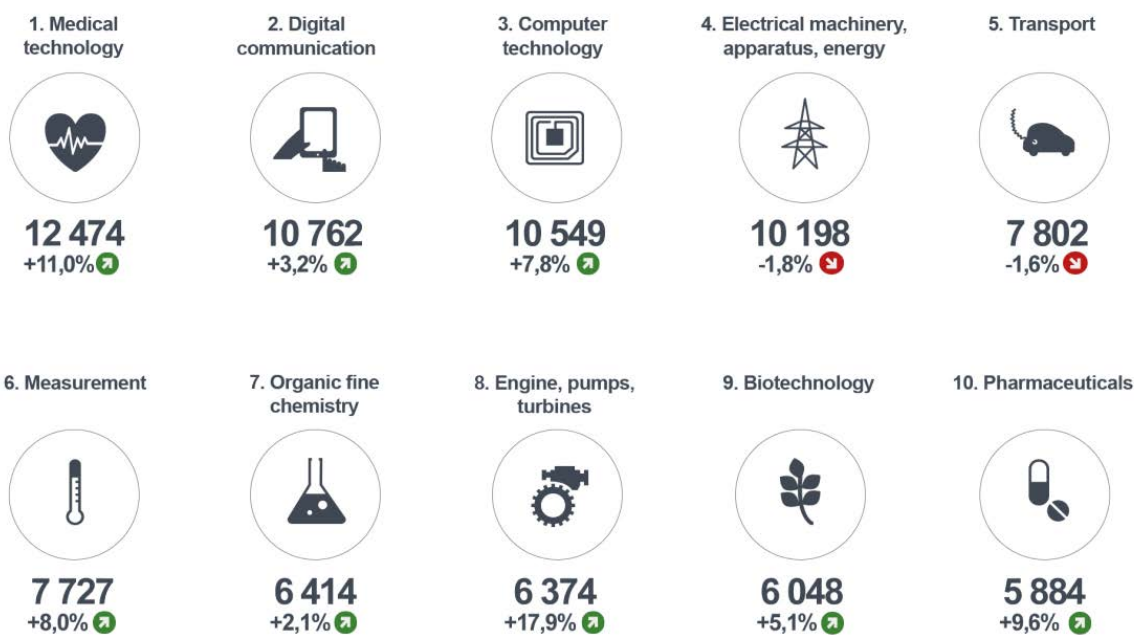 1. Medical
technology
2. Digital
communication
3. Computer
technology
4. Electrical machinery,
apparatus, energy
5. Transport
12 474
+11,0%
10 762
+3,2%
10 549
+7,8%
10 198
-1,8%
7 802
-1,6%
6. Measurement
7. Organic fine
chemistry
8. Engine, pumps,
turbines
9. Biotechnology
10. Pharmaceuticals
7 727
+8,0%
6 414
+2,1%
6 374
+17,9%
6 048
+5,1%
5 884
+9,6%